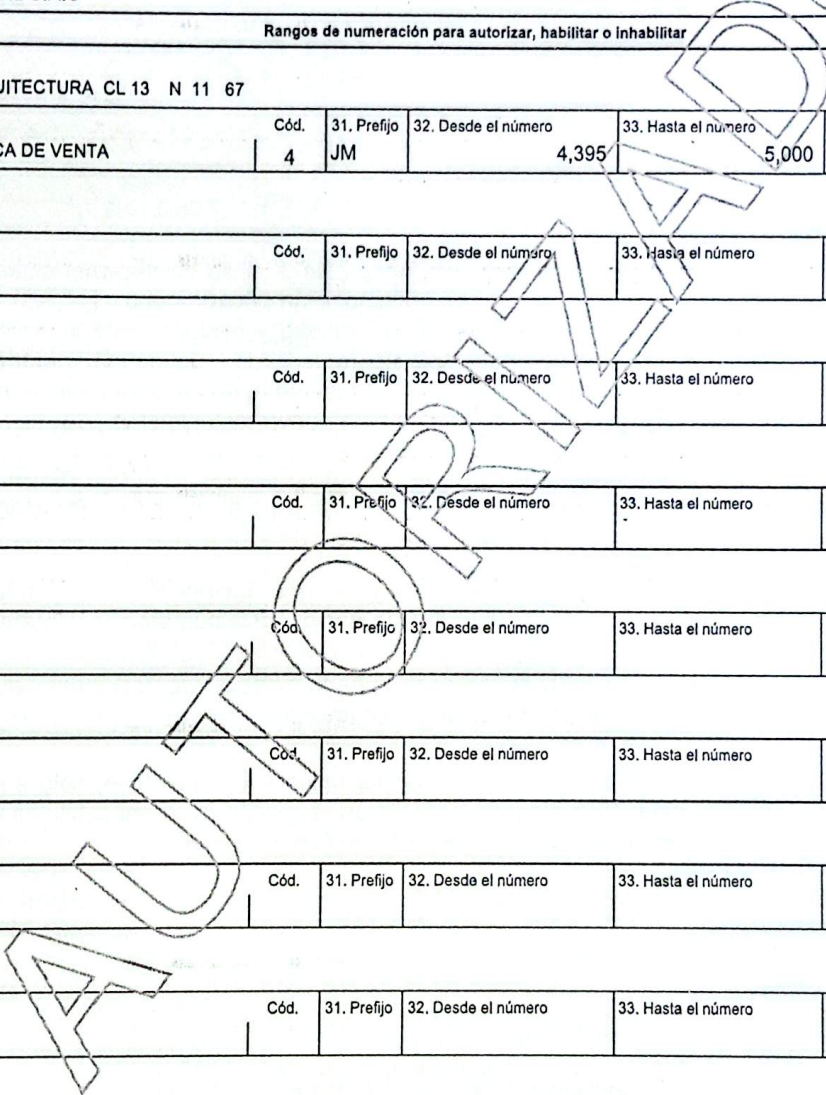 Rangos de numeración para autorizar, habilitar o inhabilitar
UITECTURA CL 13 N 11 67
CA DE VENTA Cód. 4 31. Prefijo JM 32. Desde el número 4,395 33. Hasta el número 5,000
Cód. 31. Prefijo 32. Desde el número 33. Hasta el número
Cód. 31. Prefijo 32. Desde el número 33. Hasta el número
Cód. 31. Prefijo 32. Desde el número 33. Hasta el número
Cód. 31. Prefijo 32. Desde el número 33. Hasta el número
Cód. 31. Prefijo 32. Desde el número 33. Hasta el número
Cód. 31. Prefijo 32. Desde el número 33. Hasta el número
Cód. 31. Prefijo 32. Desde el número 33. Hasta el número
AUTORIZAD